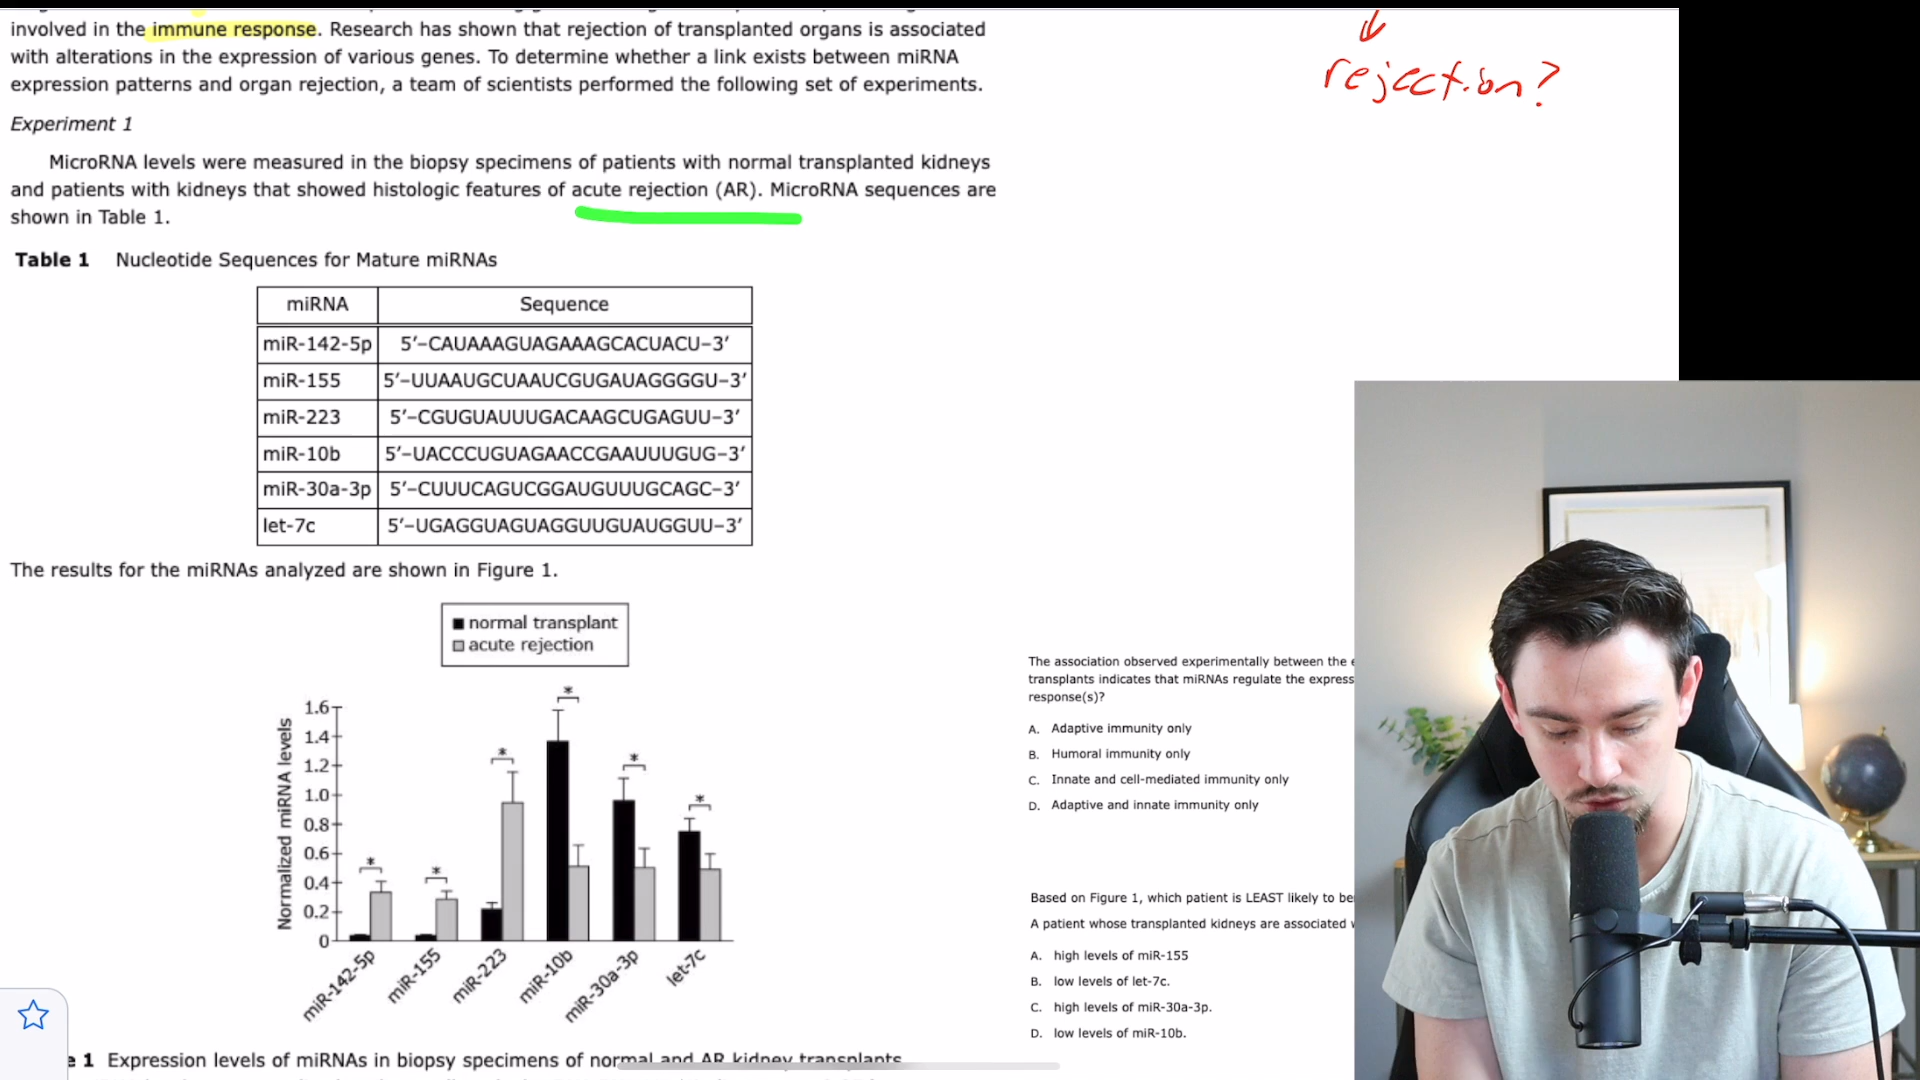 involved in the immune response. Research has shown that rejection of transplanted organs is associated
with alterations in the expression of various genes. To determine whether a link exists between miRNA
expression patterns and organ rejection, a team of scientists performed the following set of experiments.
rejection?
Experiment 1
MicroRNA levels were measured in the biopsy specimens of patients with normal transplanted kidneys
and patients with kidneys that showed histologic features of acute rejection (AR). MicroRNA sequences are
shown in Table 1.
Table 1 Nucleotide Sequences for Mature miRNAs
miRNA Sequence
miR-142-5p 5′–CAUAAAGUAGAAAGCACUACU–3′
miR-155 5′–UUAAUGCUAAUCGUGAUAGGGGU–3′
miR-223 5′–CGUGUAUUUGACAAGCUGAGUU–3′
miR-10b 5′–UACCCUGUAGAACCGAAUUUGUG–3′
miR-30a-3p 5′–CUUUCAGUCGGAUGUUUGCAGC–3′
let-7c 5′–UGAGGUAGUAGGUUGUAUGGUU–3′
The results for the miRNAs analyzed are shown in Figure 1.
normal transplant
acute rejection
Normalized miRNA levels
1.6
1.4
1.2
1.0
0.8
0.6
0.4
0.2
0
* * * * * *
miR-142-5p miR-155 miR-223 miR-10b miR-30a-3p let-7c
e 1 Expression levels of miRNAs in biopsy specimens of normal and AR kidney transplants
The association observed experimentally between the
transplants indicates that miRNAs regulate the express
response(s)?
A. Adaptive immunity only
B. Humoral immunity only
C. Innate and cell-mediated immunity only
D. Adaptive and innate immunity only
Based on Figure 1, which patient is LEAST likely to be
A patient whose transplanted kidneys are associated
A. high levels of miR-155
B. low levels of let-7c.
C. high levels of miR-30a-3p.
D. low levels of miR-10b.